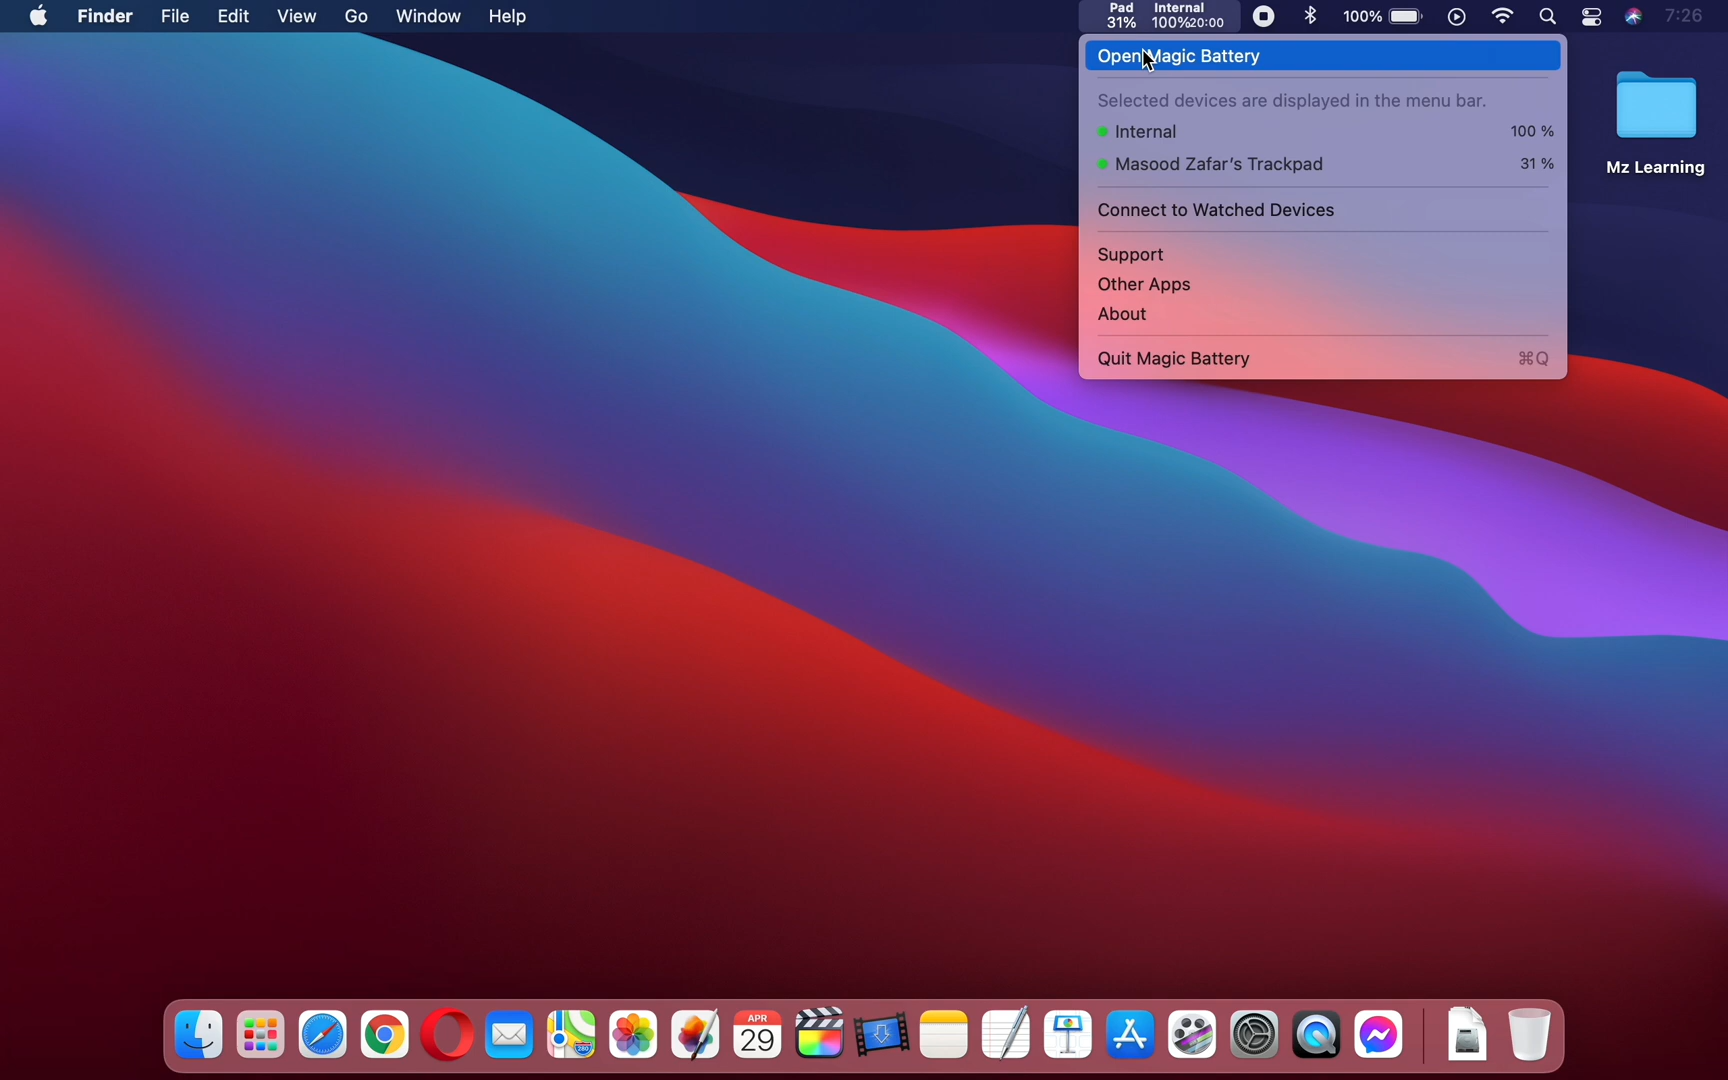 Finder File Edit View Go Window Help
Pad Internal
31% 100%20:00 100% 7:26
Open Magic Battery
Selected devices are displayed in the menu bar.
Internal 100 %
Masood Zafar's Trackpad 31 %
Connect to Watched Devices
Support
Other Apps
About
Quit Magic Battery ⌘Q
Mz Learning
APR
29
280